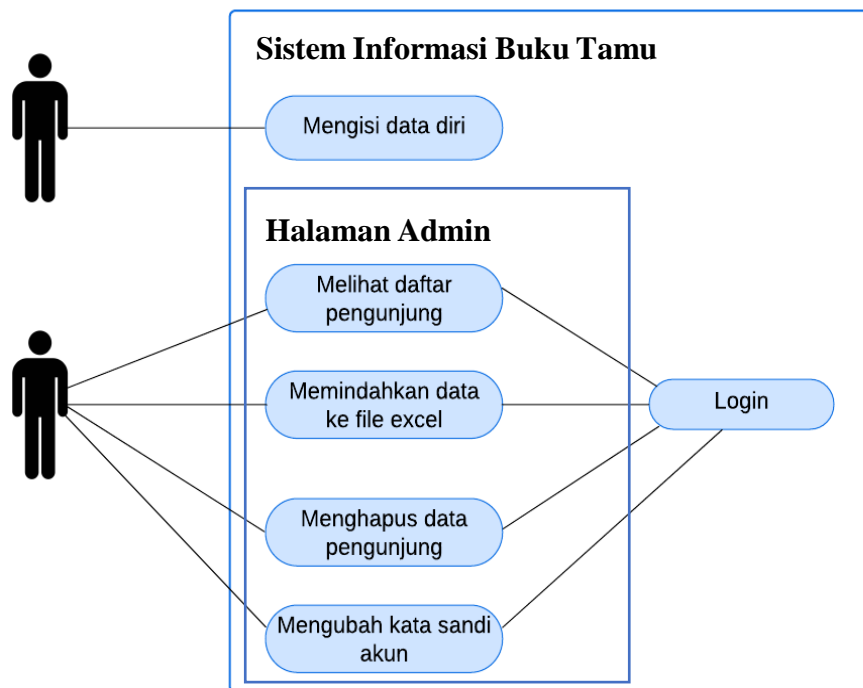 Sistem Informasi Buku Tamu
Mengisi data diri
Halaman Admin
Melihat daftar
pengunjung
Memindahkan data
ke file excel
Login
Menghapus data
pengunjung
Mengubah kata sandi
akun